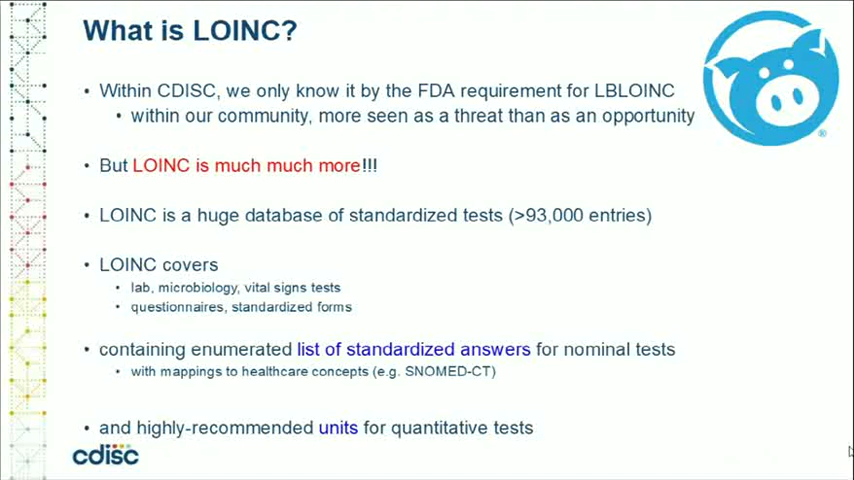 What is LOINC?
• Within CDISC, we only know it by the FDA requirement for LBLOINC
• within our community, more seen as a threat than as an opportunity
• But LOINC is much much more!!!
• LOINC is a huge database of standardized tests (>93,000 entries)
• LOINC covers
• lab, microbiology, vital signs tests
• questionnaires, standardized forms
• containing enumerated list of standardized answers for nominal tests
• with mappings to healthcare concepts (e.g. SNOMED-CT)
• and highly-recommended units for quantitative tests
cdisc
®